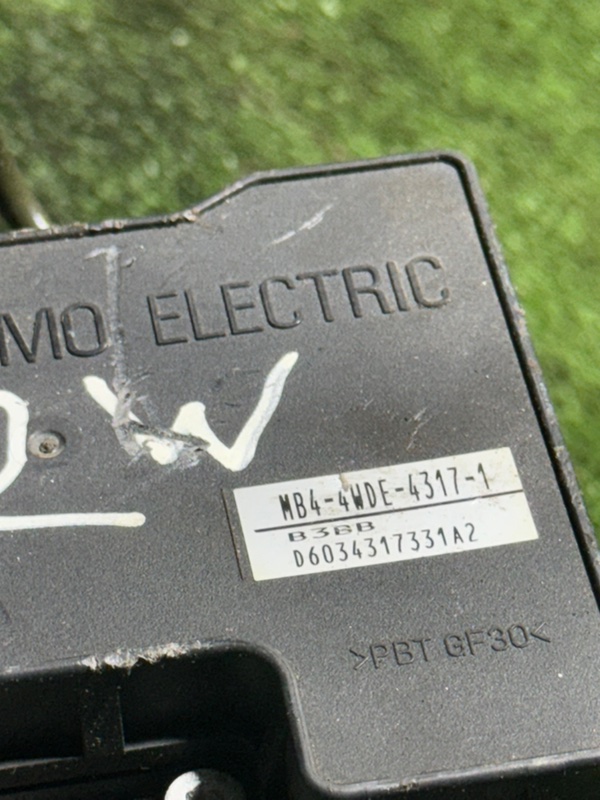 MO ELECTRIC
W
MB4-4WDE-4317-1
B3BB
D6034317331A2
>PBT GF30<